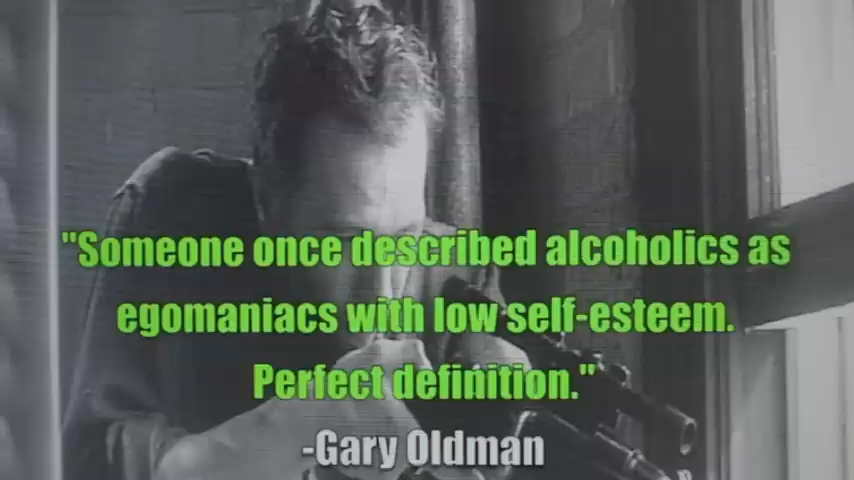 "Someone once described alcoholics as
egomaniacs with low self-esteem.
Perfect definition."
-Gary Oldman